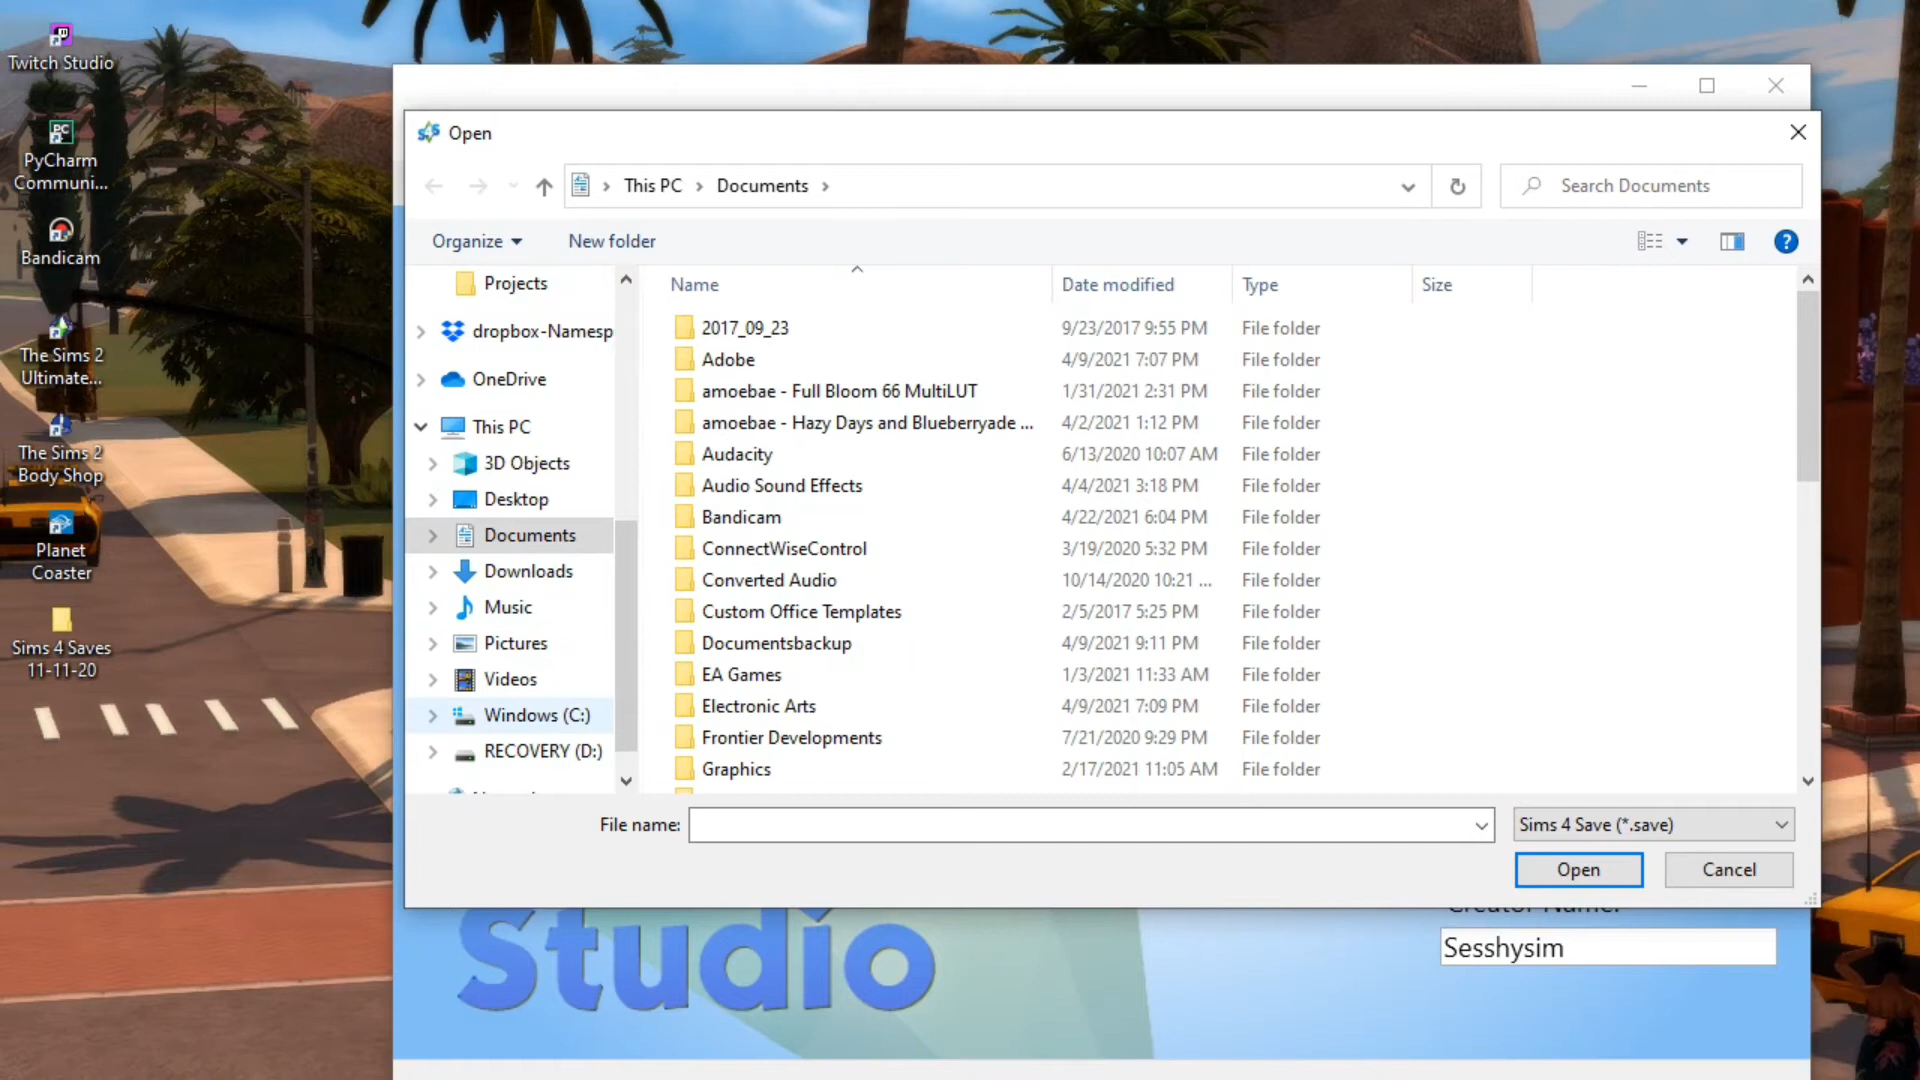 Twitch Studio
PyCharm
Communi...
Bandicam
The Sims 2
Ultimate...
The Sims 2
Body Shop
Planet
Coaster
Sims 4 Saves
11-11-20
Open
This PC
Documents
Search Documents
Organize
New folder
Projects
dropbox-Namesp
OneDrive
This PC
3D Objects
Desktop
Documents
Downloads
Music
Pictures
Videos
Windows (C:)
RECOVERY (D:)
Name Date modified Type Size
2017_09_23 9/23/2017 9:55 PM File folder
Adobe 4/9/2021 7:07 PM File folder
amoebae - Full Bloom 66 MultiLUT 1/31/2021 2:31 PM File folder
amoebae - Hazy Days and Blueberryade ... 4/2/2021 1:12 PM File folder
Audacity 6/13/2020 10:07 AM File folder
Audio Sound Effects 4/4/2021 3:18 PM File folder
Bandicam 4/22/2021 6:04 PM File folder
ConnectWiseControl 3/19/2020 5:32 PM File folder
Converted Audio 10/14/2020 10:21 ... File folder
Custom Office Templates 2/5/2017 5:25 PM File folder
Documentsbackup 4/9/2021 9:11 PM File folder
EA Games 1/3/2021 11:33 AM File folder
Electronic Arts 4/9/2021 7:09 PM File folder
Frontier Developments 7/21/2020 9:29 PM File folder
Graphics 2/17/2021 11:05 AM File folder
File name:
Sims 4 Save (*.save)
Open
Cancel
Creator Name:
Studio
Sesshysim